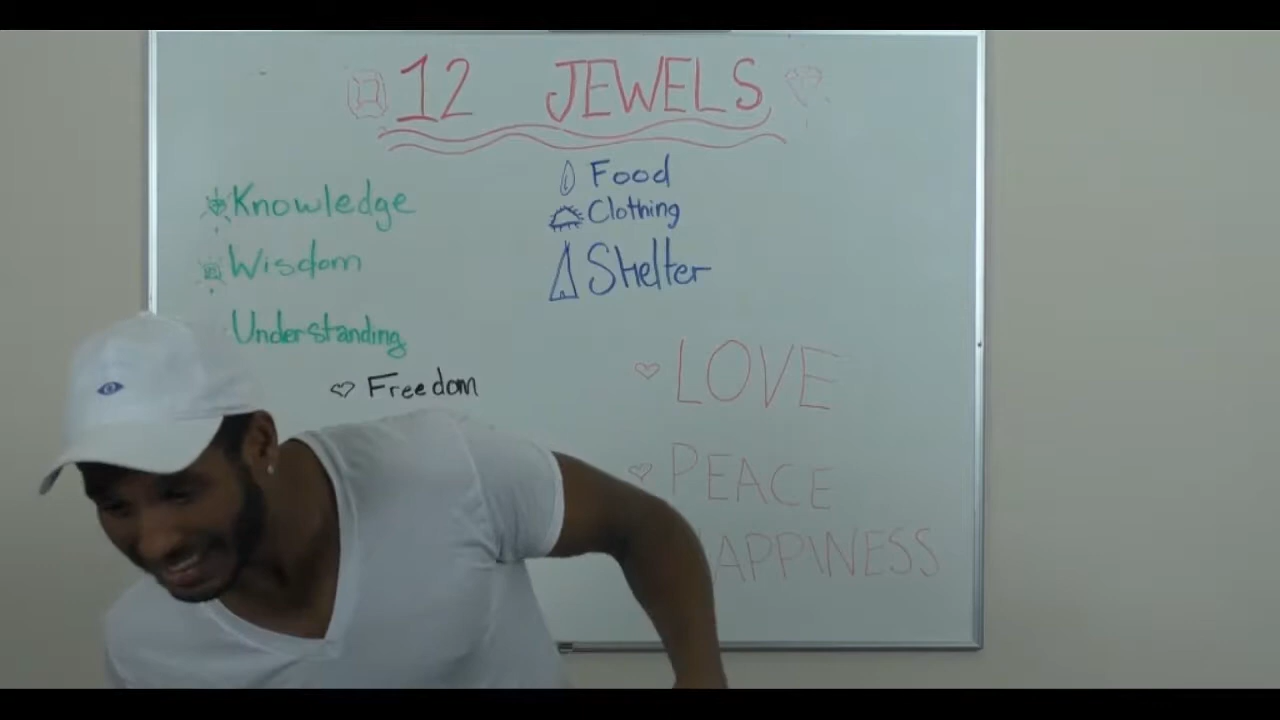 12 JEWELS
Knowledge
Wisdom
Understanding
Freedom
Food
Clothing
Shelter
LOVE
PEACE
APPINESS